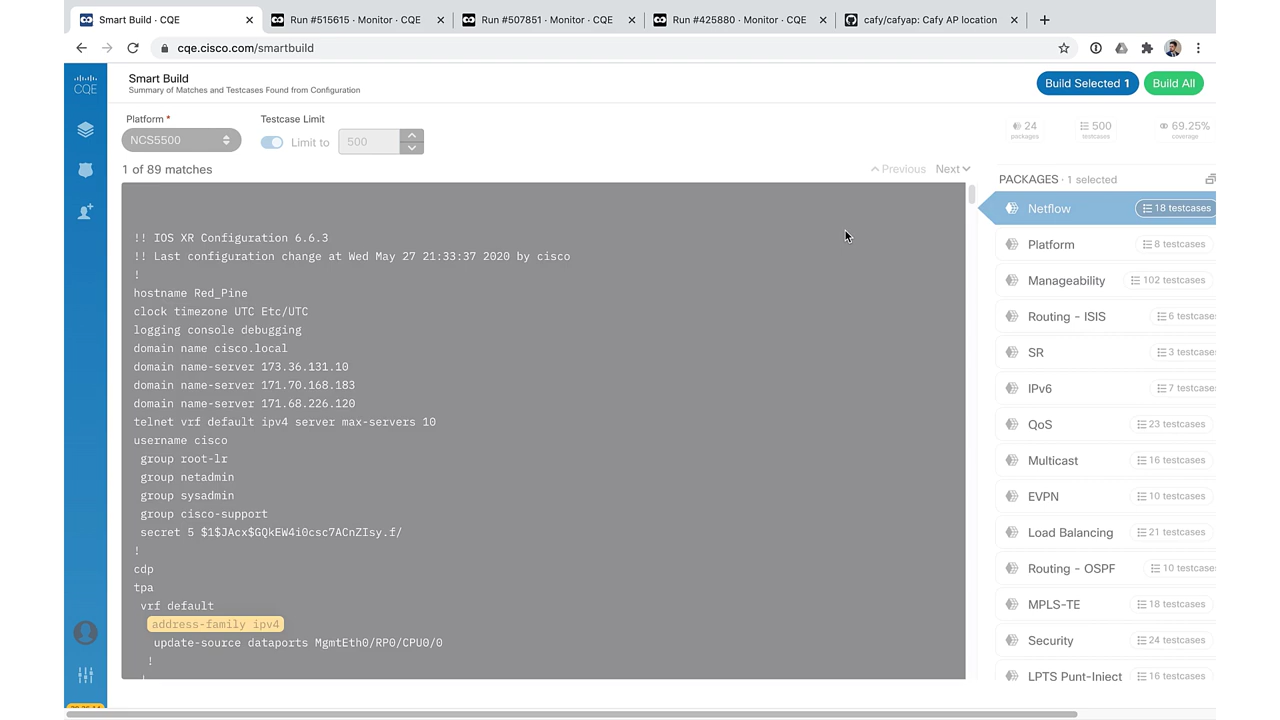 Smart Build · CQE
Run #515615 · Monitor · CQE
Run #507851 · Monitor · CQE
Run #425880 · Monitor · CQE
cafy/cafyap: Cafy AP location
cqe.cisco.com/smartbuild
CQE
Smart Build
Summary of Matches and Testcases Found from Configuration
Build Selected 1
Build All
Platform *
Testcase Limit
NCS5500
Limit to
500
24
packages
500
testcases
69.25%
coverage
1 of 89 matches
Previous
Next
PACKAGES · 1 selected
!! IOS XR Configuration 6.6.3
!! Last configuration change at Wed May 27 21:33:37 2020 by cisco
!
hostname Red_Pine
clock timezone UTC Etc/UTC
logging console debugging
domain name cisco.local
domain name-server 173.36.131.10
domain name-server 171.70.168.183
domain name-server 171.68.226.120
telnet vrf default ipv4 server max-servers 10
username cisco
group root-lr
group netadmin
group sysadmin
group cisco-support
secret 5 $1$JAcx$GQkEW4i0csc7ACnZIsy.f/
!
cdp
tpa
vrf default
address-family ipv4
update-source dataports MgmtEth0/RP0/CPU0/0
!
!
Netflow
18 testcases
Platform
8 testcases
Manageability
102 testcases
Routing - ISIS
6 testcases
SR
3 testcases
IPv6
7 testcases
QoS
23 testcases
Multicast
16 testcases
EVPN
10 testcases
Load Balancing
21 testcases
Routing - OSPF
10 testcases
MPLS-TE
18 testcases
Security
24 testcases
LPTS Punt-Inject
16 testcases